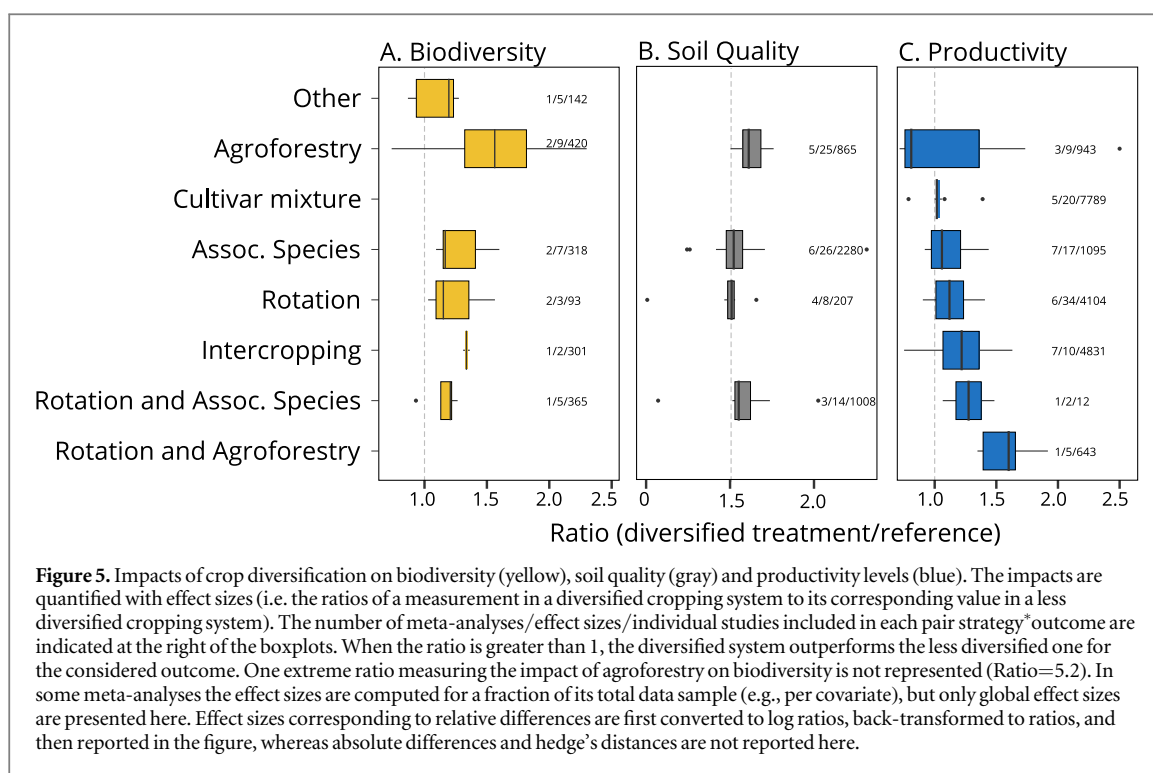 A. Biodiversity
B. Soil Quality
C. Productivity
Other
1/5/142
Agroforestry
2/9/420
5/25/865
3/9/943
Cultivar mixture
5/20/7789
Assoc. Species
2/7/318
6/26/2280
7/17/1095
Rotation
2/3/93
4/8/207
6/34/4104
Intercropping
1/2/301
7/10/4831
Rotation and Assoc. Species
1/5/365
3/14/1008
1/2/12
Rotation and Agroforestry
1/5/643
1.0 1.5 2.0 2.5
0 1.5 2.0
1.0 1.5 2.0 2.5
Ratio (diversified treatment/reference)
Figure 5. Impacts of crop diversification on biodiversity (yellow), soil quality (gray) and productivity levels (blue). The impacts are
quantified with effect sizes (i.e. the ratios of a measurement in a diversified cropping system to its corresponding value in a less
diversified cropping system). The number of meta-analyses/effect sizes/individual studies included in each pair strategy*outcome are
indicated at the right of the boxplots. When the ratio is greater than 1, the diversified system outperforms the less diversified one for
the considered outcome. One extreme ratio measuring the impact of agroforestry on biodiversity is not represented (Ratio=5.2). In
some meta-analyses the effect sizes are computed for a fraction of its total data sample (e.g., per covariate), but only global effect sizes
are presented here. Effect sizes corresponding to relative differences are first converted to log ratios, back-transformed to ratios, and
then reported in the figure, whereas absolute differences and hedge's distances are not reported here.